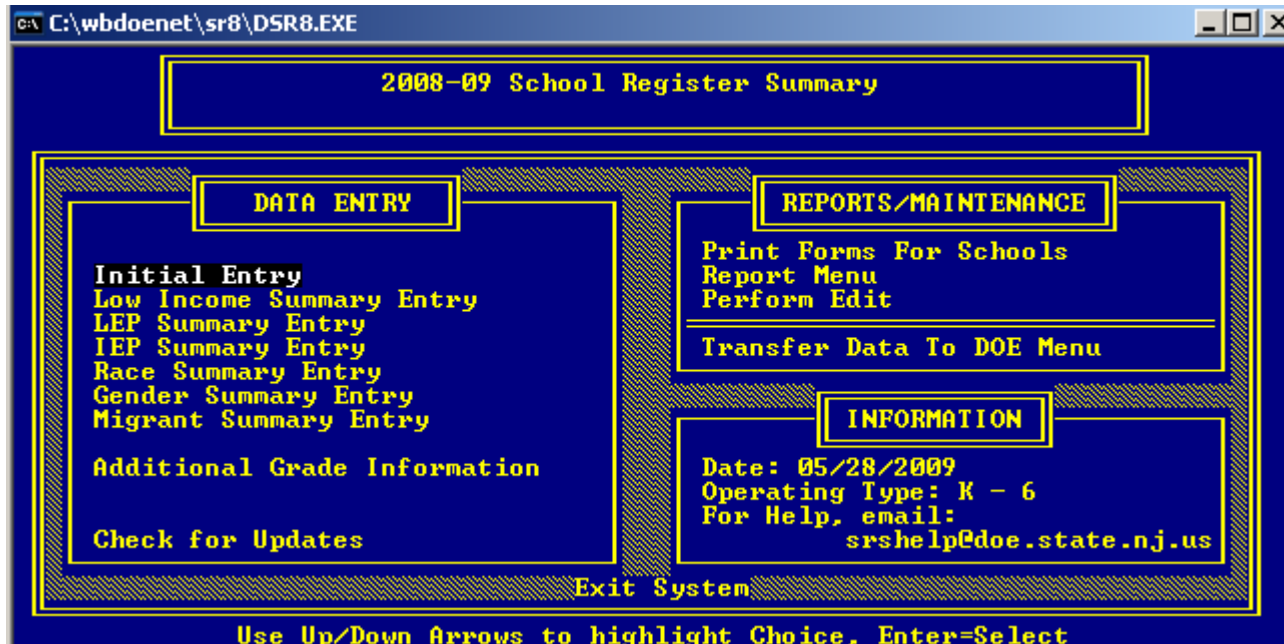 C:\wbdoenet\sr8\DSR8.EXE
2008-09 School Register Summary
DATA ENTRY
Initial Entry
Low Income Summary Entry
LEP Summary Entry
IEP Summary Entry
Race Summary Entry
Gender Summary Entry
Migrant Summary Entry
Additional Grade Information
Check for Updates
REPORTS/MAINTENANCE
Print Forms For Schools
Report Menu
Perform Edit
Transfer Data To DOE Menu
INFORMATION
Date: 05/28/2009
Operating Type: K - 6
For Help, email:
srshelp@doe.state.nj.us
Exit System
Use Up/Down Arrows to highlight Choice, Enter=Select